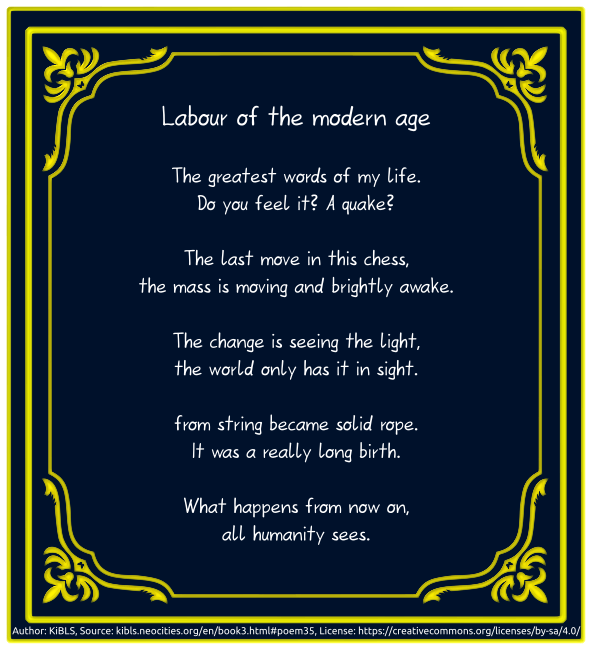 Labour of the modern age
The greatest words of my life.
Do you feel it? A quake?
The last move in this chess,
the mass is moving and brightly awake.
The change is seeing the light,
the world only has it in sight.
from string became solid rope.
It was a really long birth.
What happens from now on,
all humanity sees.
Author: KiBLS, Source: kibls.neocities.org/en/book3.html#poem35, License: https://creativecommons.org/licenses/by-sa/4.0/